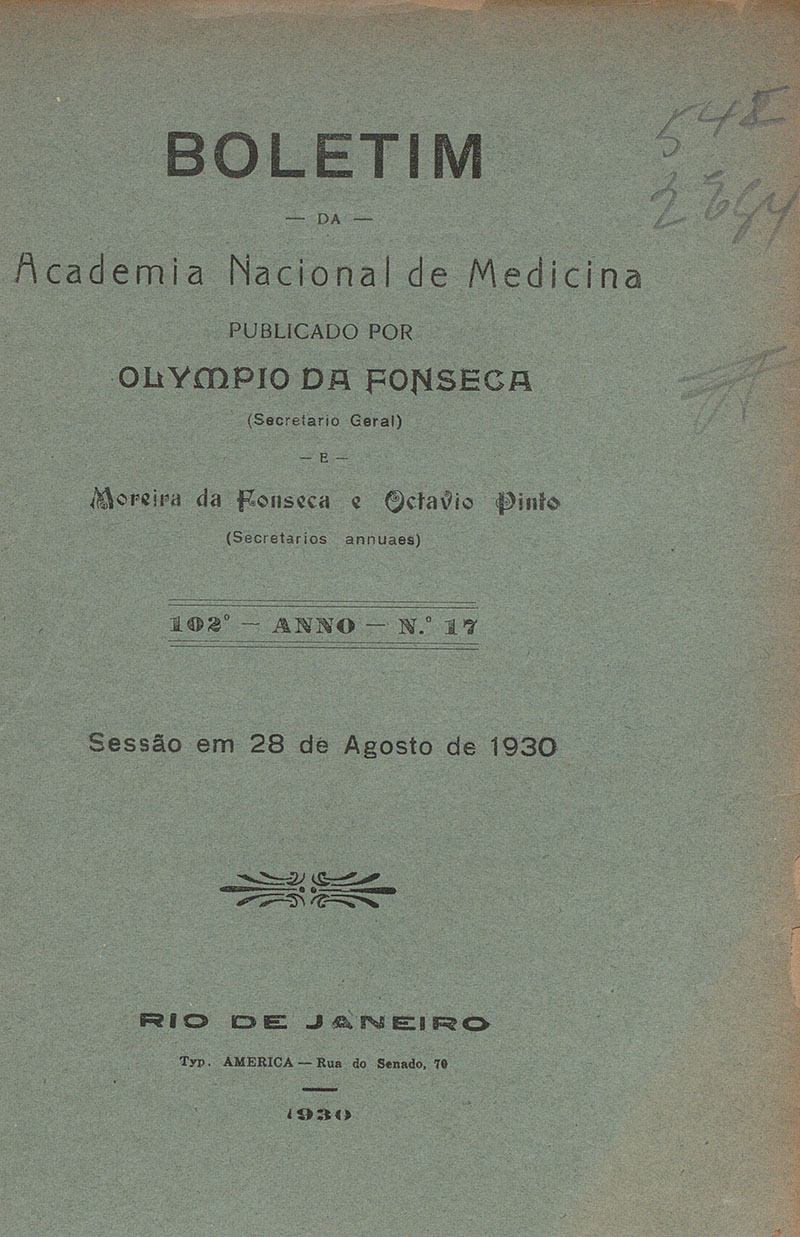 BOLETIM
— DA —
Academia Nacional de Medicina
PUBLICADO POR
OLYMPIO DA FONSECA
(Secretario Geral)
— E —
Moreira da Fonseca e Octavio Pinto
(Secretarios annuaes)
102º — ANNO — N.º 17
Sessão em 28 de Agosto de 1930
RIO DE JANEIRO
Typ. AMERICA — Rua do Senado, 70
1930
548